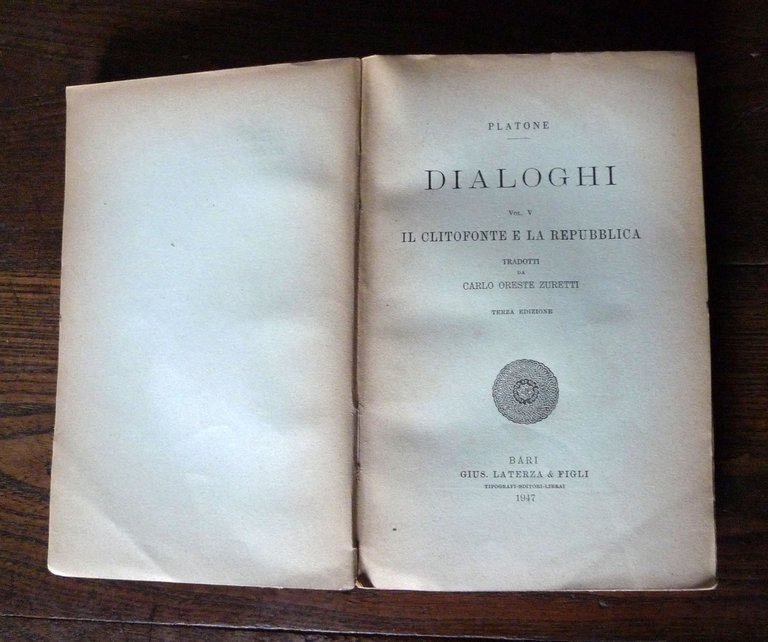 PLATONE
DIALOGHI
VOL. V
IL CLITOFONTE E LA REPUBBLICA
TRADOTTI
DA
CARLO ORESTE ZURETTI
TERZA EDIZIONE
BARI
GIUS. LATERZA & FIGLI
TIPOGRAFI-EDITORI-LIBRAI
1947